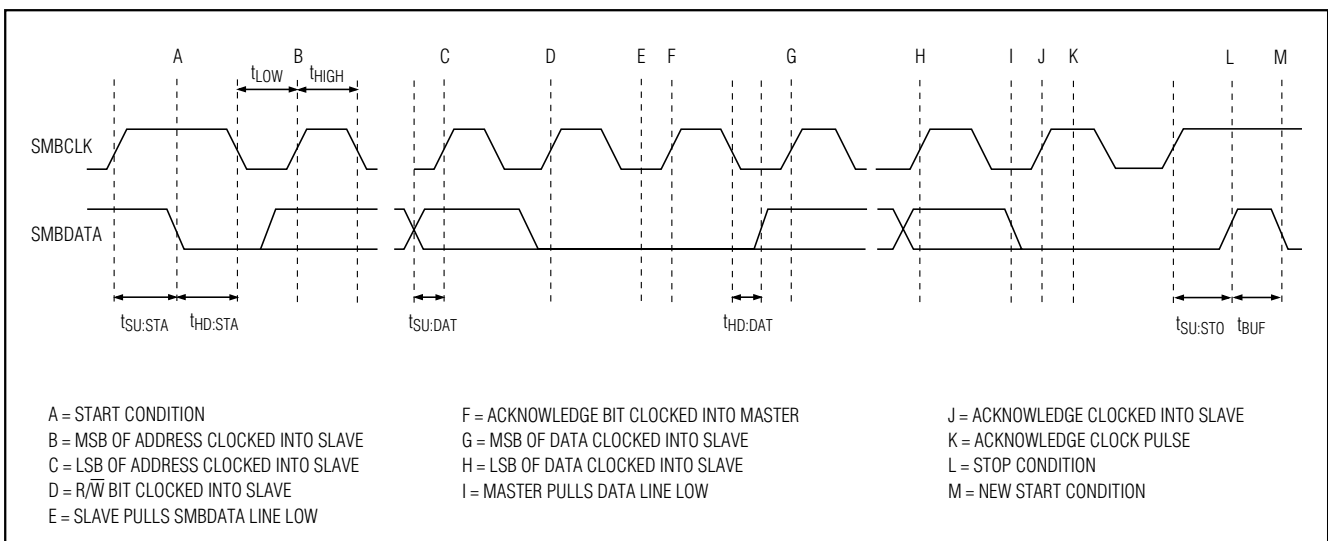 A B C D E F G H I J K L M
tLOW tHIGH
SMBCLK
SMBDATA
tSU:STA tHD:STA tSU:DAT tHD:DAT tSU:STO tBUF
A = START CONDITION
B = MSB OF ADDRESS CLOCKED INTO SLAVE
C = LSB OF ADDRESS CLOCKED INTO SLAVE
D = R/W̅ BIT CLOCKED INTO SLAVE
E = SLAVE PULLS SMBDATA LINE LOW
F = ACKNOWLEDGE BIT CLOCKED INTO MASTER
G = MSB OF DATA CLOCKED INTO SLAVE
H = LSB OF DATA CLOCKED INTO SLAVE
I = MASTER PULLS DATA LINE LOW
J = ACKNOWLEDGE CLOCKED INTO SLAVE
K = ACKNOWLEDGE CLOCK PULSE
L = STOP CONDITION
M = NEW START CONDITION